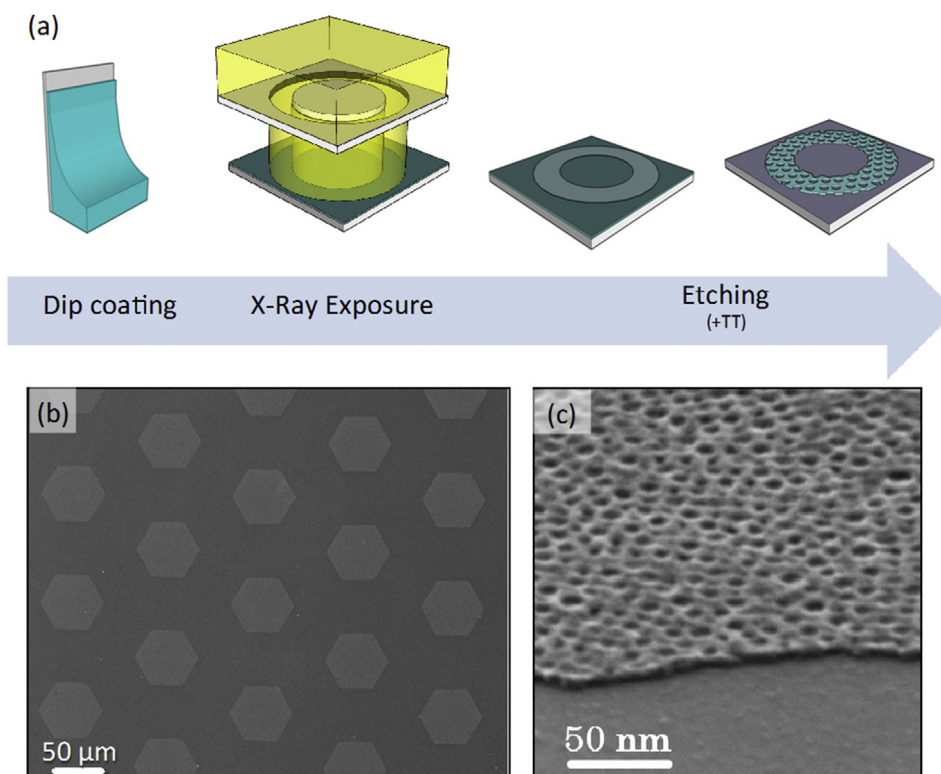 (a)
Dip coating
X-Ray Exposure
Etching
(+TT)
(b)
50 μm
(c)
50 nm